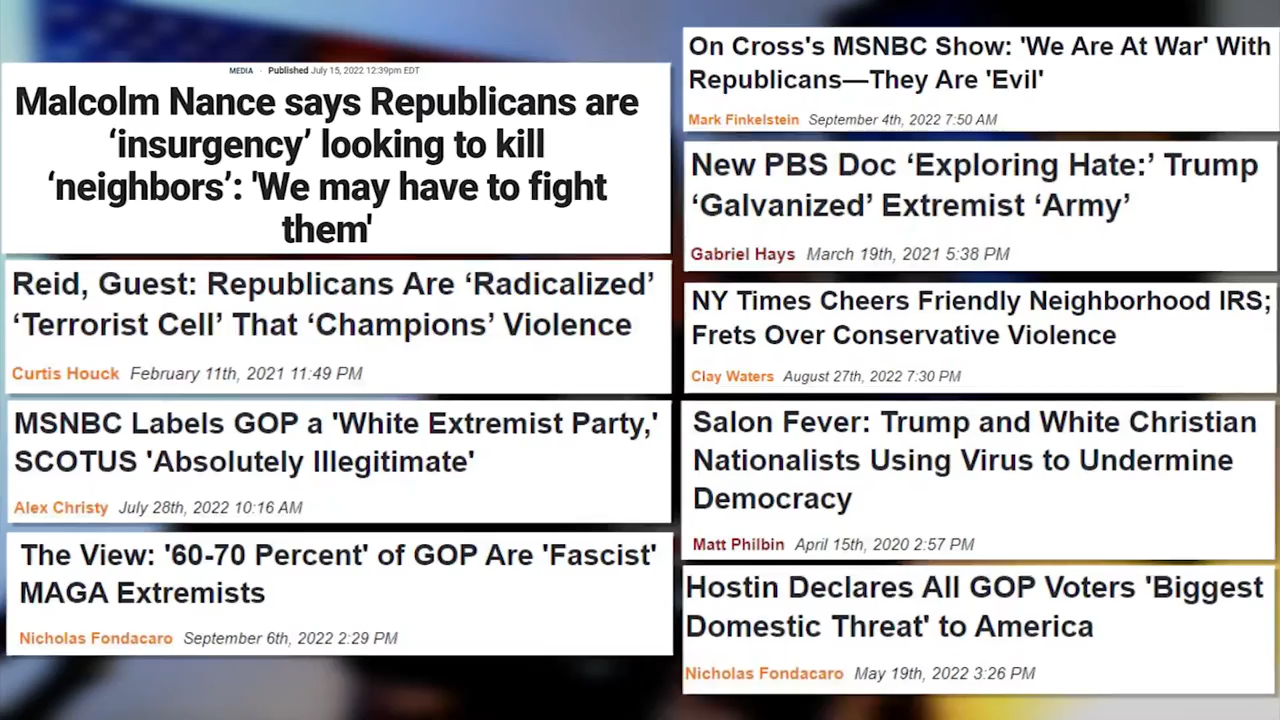 MEDIA · Published July 15, 2022 12:39pm EDT
Malcolm Nance says Republicans are
‘insurgency’ looking to kill
‘neighbors’: 'We may have to fight
them'
Reid, Guest: Republicans Are ‘Radicalized’
‘Terrorist Cell’ That ‘Champions’ Violence
Curtis Houck February 11th, 2021 11:49 PM
MSNBC Labels GOP a 'White Extremist Party,'
SCOTUS 'Absolutely Illegitimate'
Alex Christy July 28th, 2022 10:16 AM
The View: '60-70 Percent' of GOP Are 'Fascist'
MAGA Extremists
Nicholas Fondacaro September 6th, 2022 2:29 PM
On Cross's MSNBC Show: 'We Are At War' With
Republicans—They Are 'Evil'
Mark Finkelstein September 4th, 2022 7:50 AM
New PBS Doc ‘Exploring Hate:’ Trump
‘Galvanized’ Extremist ‘Army’
Gabriel Hays March 19th, 2021 5:38 PM
NY Times Cheers Friendly Neighborhood IRS;
Frets Over Conservative Violence
Clay Waters August 27th, 2022 7:30 PM
Salon Fever: Trump and White Christian
Nationalists Using Virus to Undermine
Democracy
Matt Philbin April 15th, 2020 2:57 PM
Hostin Declares All GOP Voters 'Biggest
Domestic Threat' to America
Nicholas Fondacaro May 19th, 2022 3:26 PM